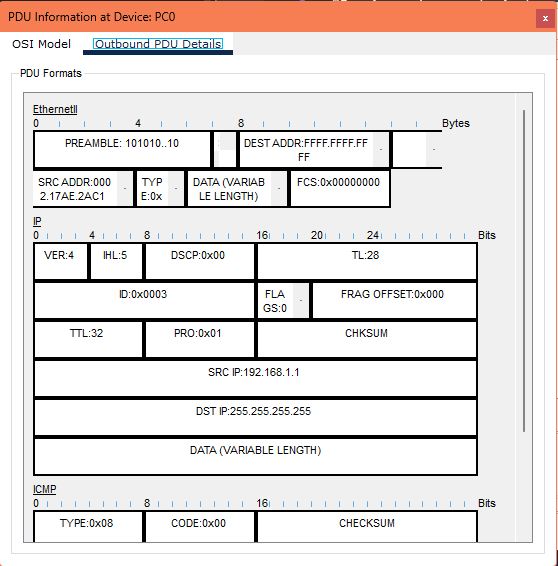 PDU Information at Device: PC0
x
OSI Model Outbound PDU Details
PDU Formats
EthernetII
0 4 8 Bytes
PREAMBLE: 101010..10 DEST ADDR:FFFF.FFFF.FF
FF
SRC ADDR:000 TYP DATA (VARIAB FCS:0x00000000
2.17AE.2AC1 E:0x LE LENGTH)
IP
0 4 8 16 20 24 Bits
VER:4 IHL:5 DSCP:0x00 TL:28
ID:0x0003 FLA FRAG OFFSET:0x000
GS:0
TTL:32 PRO:0x01 CHKSUM
SRC IP:192.168.1.1
DST IP:255.255.255.255
DATA (VARIABLE LENGTH)
ICMP
0 8 16 Bits
TYPE:0x08 CODE:0x00 CHECKSUM